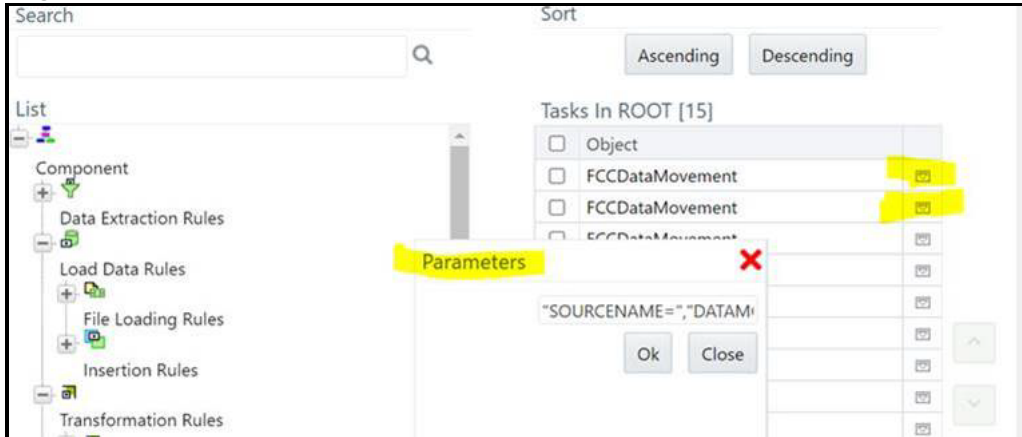 Search
Sort
Ascending
Descending
List
Tasks In ROOT [15]
Object
Component
FCCDataMovement
Data Extraction Rules
FCCDataMovement
FCCDataMovement
Load Data Rules
Parameters
"SOURCENAME=","DATAM
File Loading Rules
Ok
Close
Insertion Rules
Transformation Rules